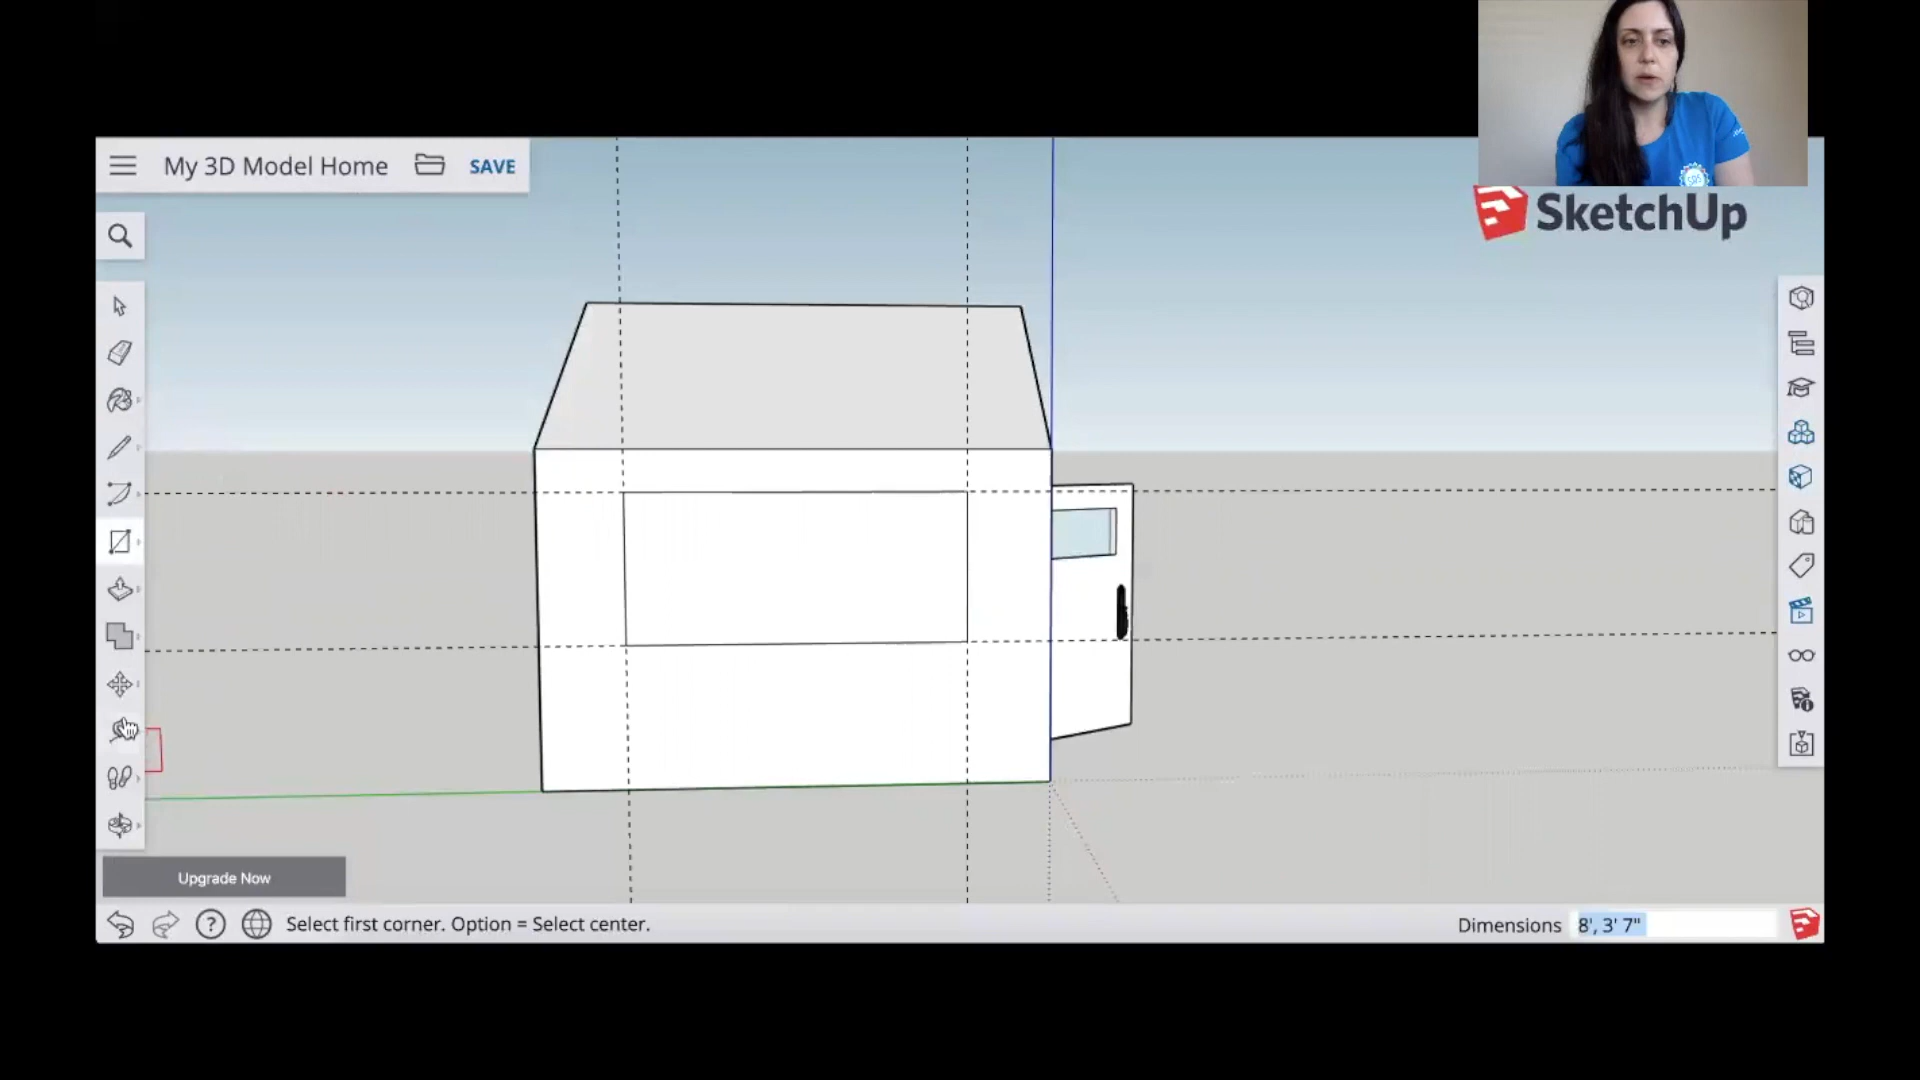 My 3D Model Home
SAVE
SketchUp
Upgrade Now
?
Select first corner. Option = Select center.
Dimensions
8', 3' 7"